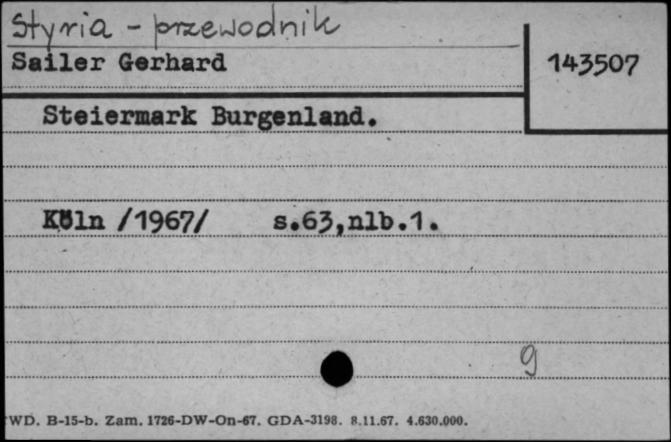 Styria - przewodnik
Sailer Gerhard
143507
Steiermark Burgenland.
Köln /1967/ s.63,nlb.1.
9
WD. B-15-b. Zam. 1726-DW-On-67. GDA-3198. 8.11.67. 4.630.000.